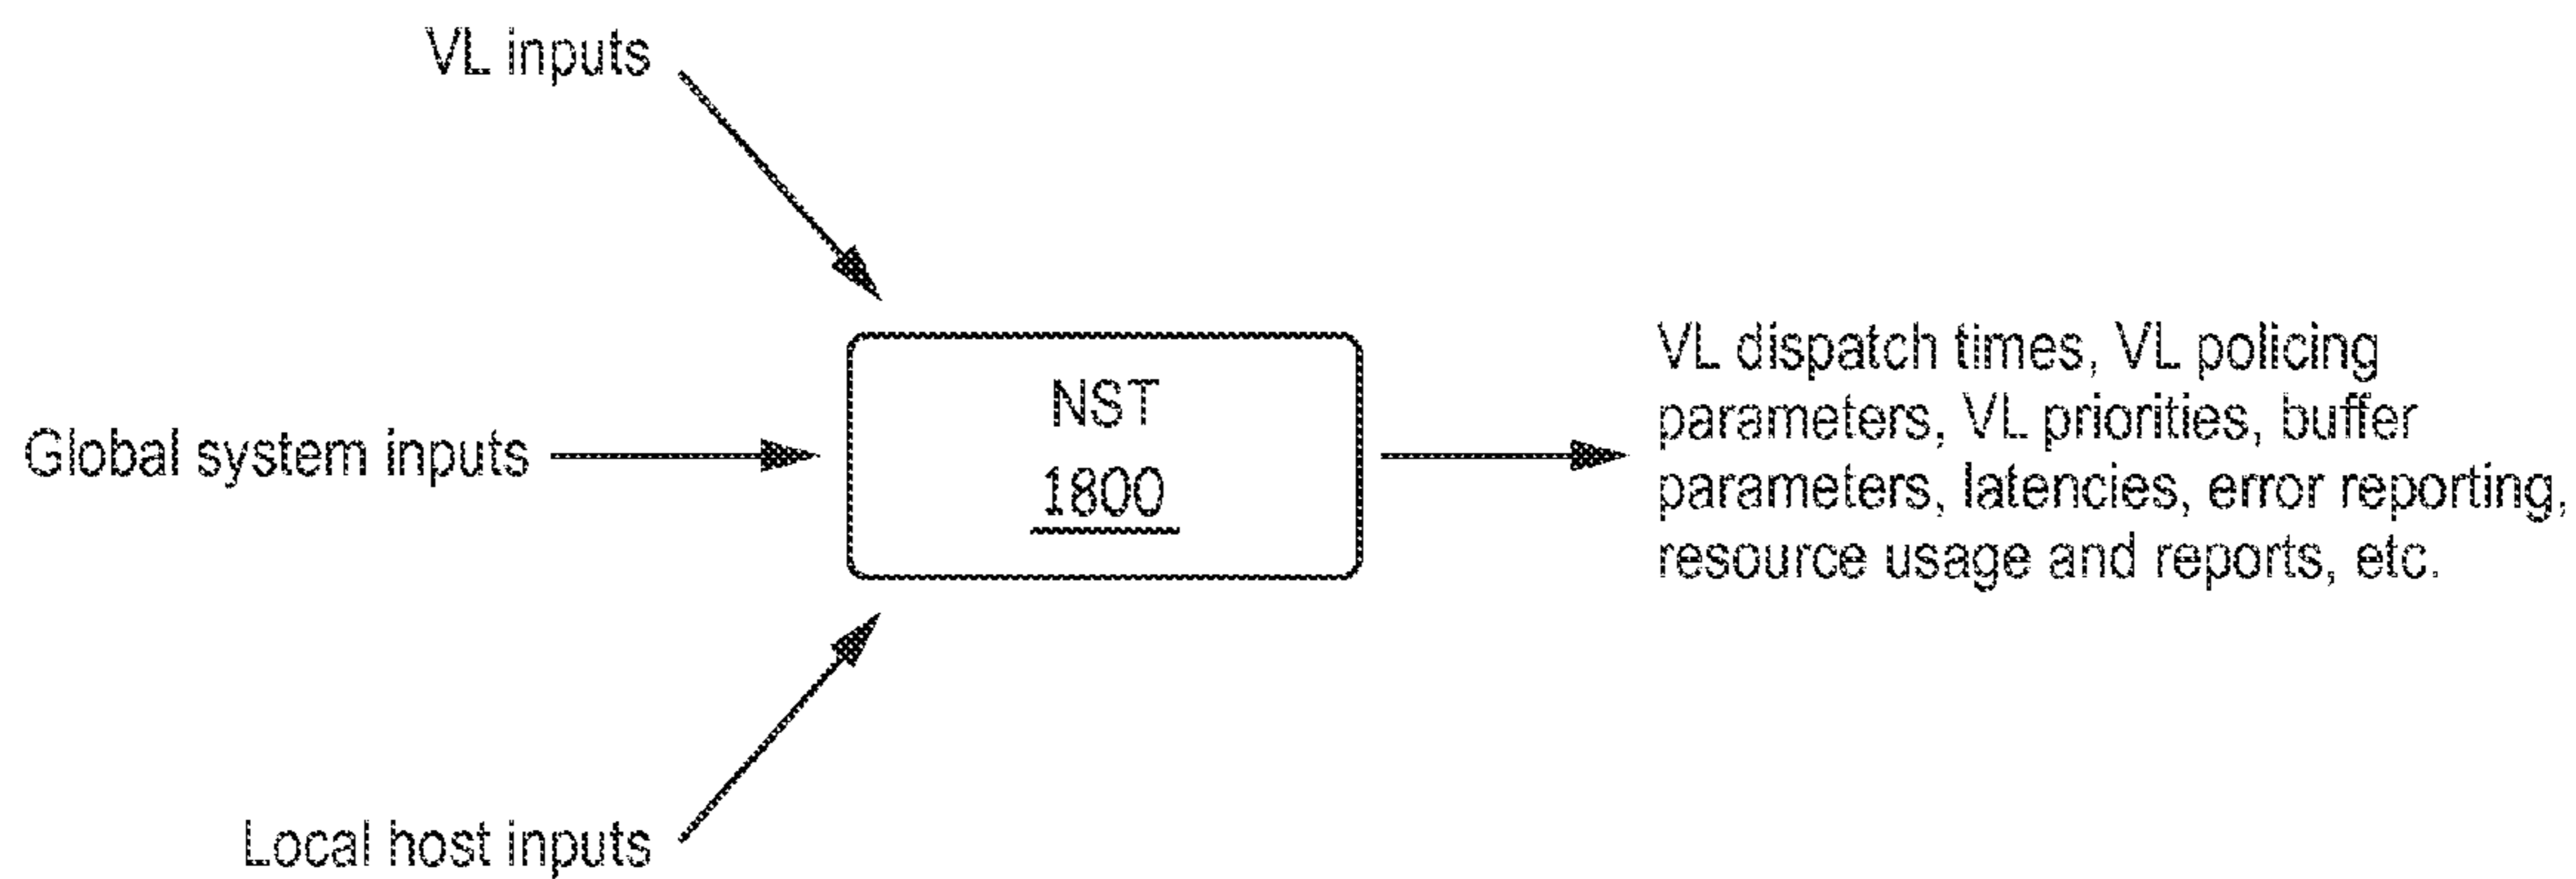 VL inputs
Global system inputs
NST
1800
VL dispatch times, VL policing
parameters, VL priorities, buffer
parameters, latencies, error reporting,
resource usage and reports, etc.
Local host inputs